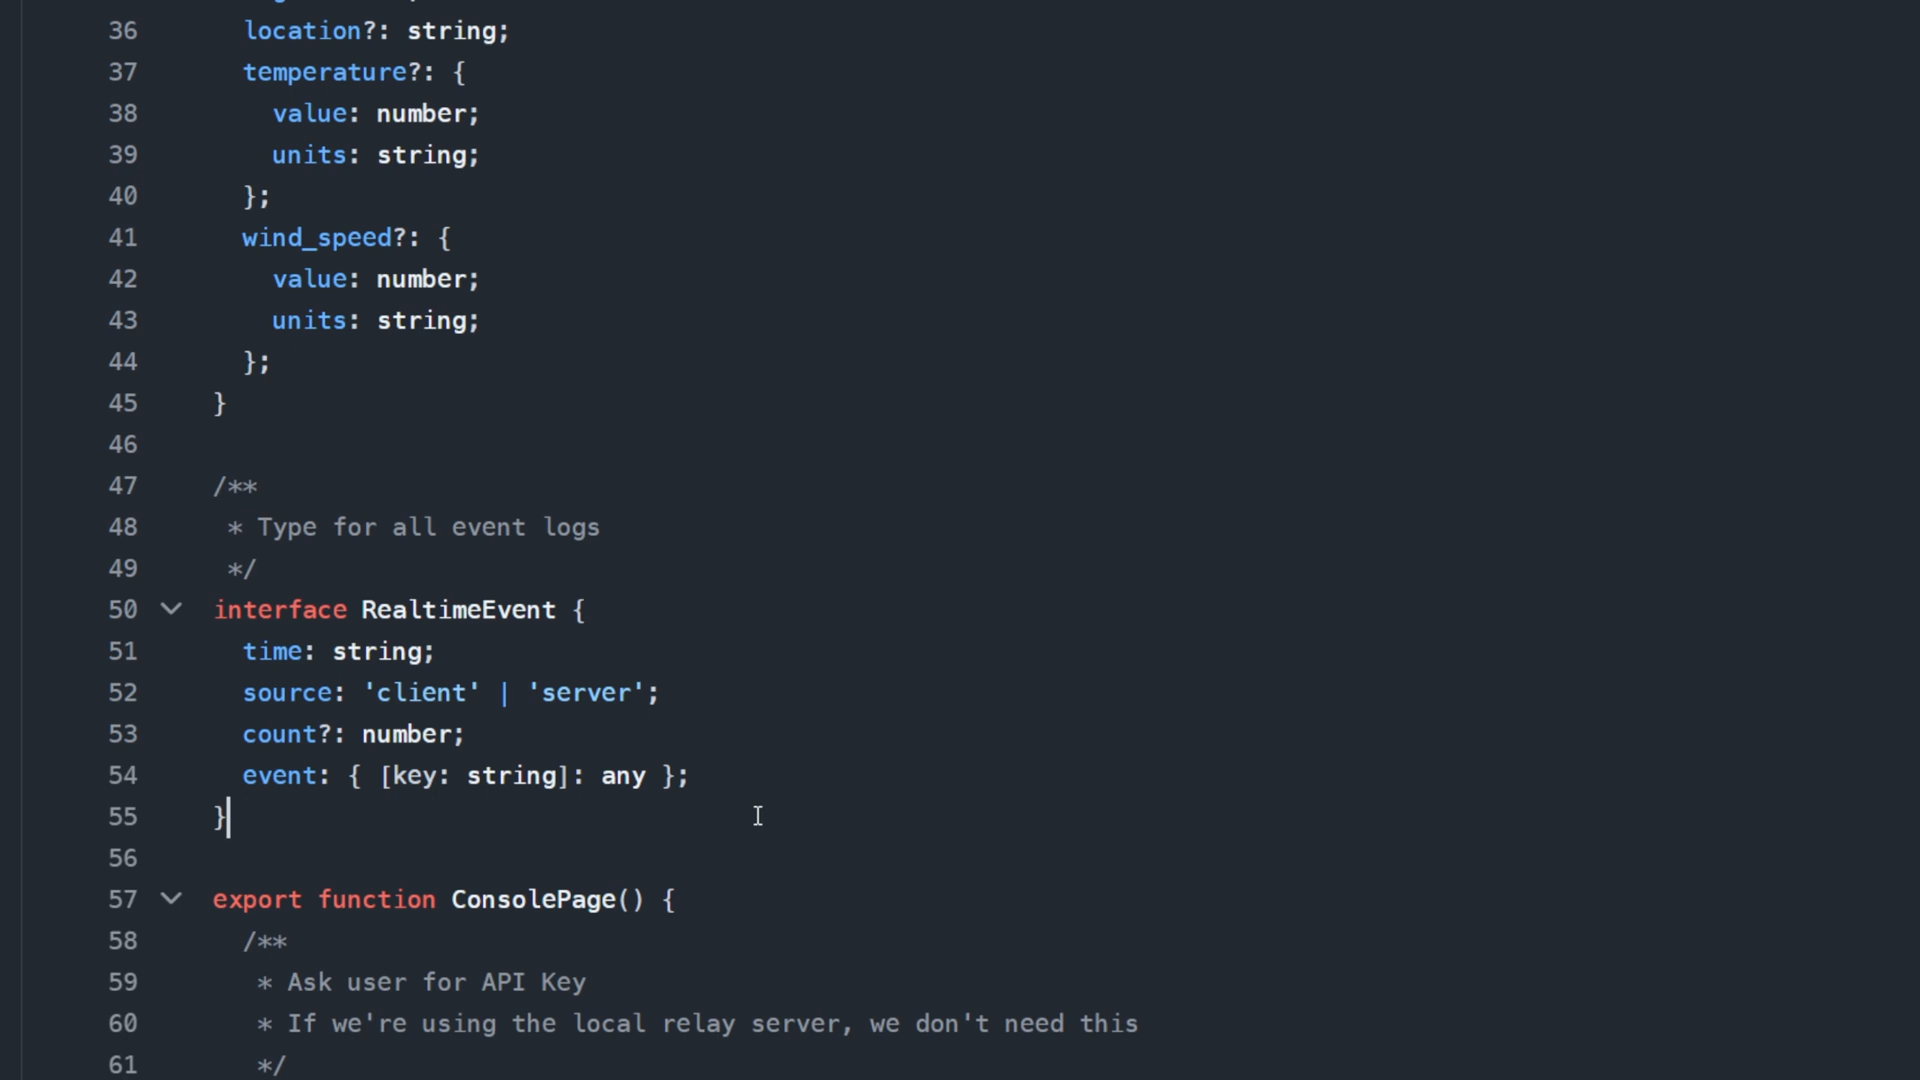 36 location?: string;
37 temperature?: {
38 value: number;
39 units: string;
40 };
41 wind_speed?: {
42 value: number;
43 units: string;
44 };
45 }
46
47 /**
48 * Type for all event logs
49 */
50 interface RealtimeEvent {
51 time: string;
52 source: 'client' | 'server';
53 count?: number;
54 event: { [key: string]: any };
55 }
56
57 export function ConsolePage() {
58 /**
59 * Ask user for API Key
60 * If we're using the local relay server, we don't need this
61 */